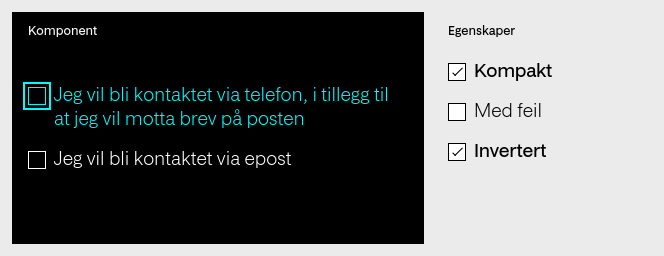 Komponent
Jeg vil bli kontaktet via telefon, i tillegg til
at jeg vil motta brev på posten
Jeg vil bli kontaktet via epost
Egenskaper
Kompakt
Med feil
Invertert